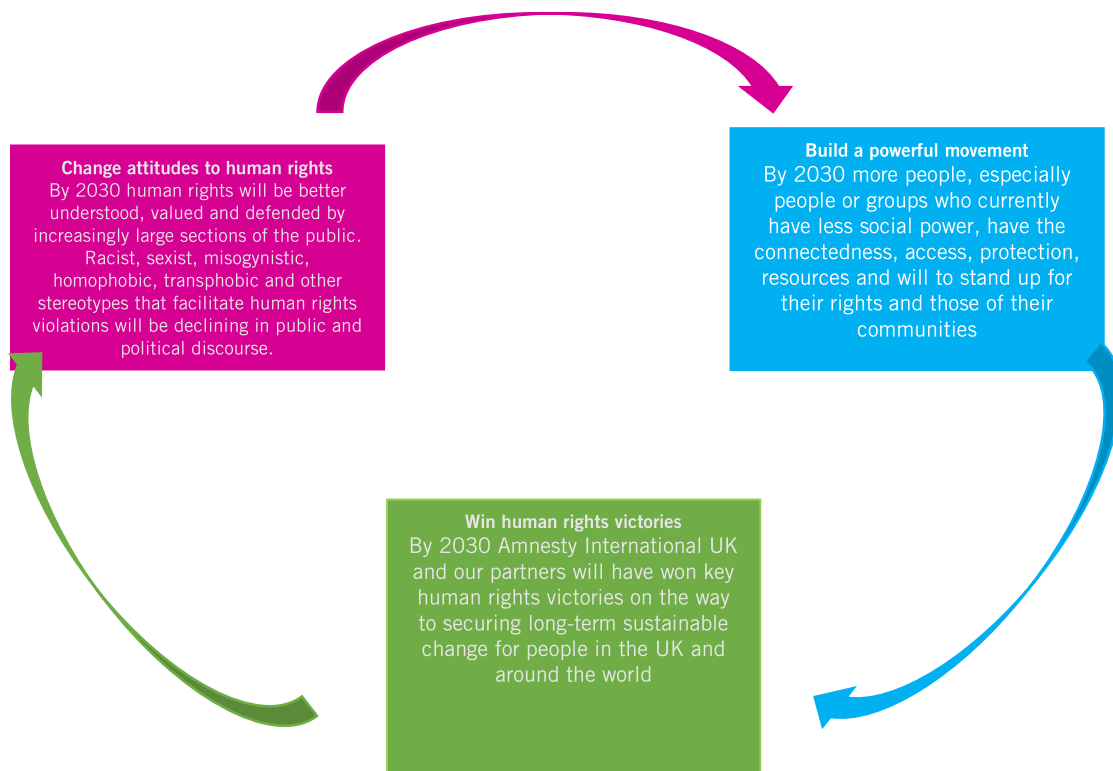 Change attitudes to human rights
By 2030 human rights will be better
understood, valued and defended by
increasingly large sections of the public.
Racist, sexist, misogynistic,
homophobic, transphobic and other
stereotypes that facilitate human rights
violations will be declining in public and
political discourse.
Build a powerful movement
By 2030 more people, especially
people or groups who currently
have less social power, have the
connectedness, access, protection,
resources and will to stand up for
their rights and those of their
communities
Win human rights victories
By 2030 Amnesty International UK
and our partners will have won key
human rights victories on the way
to securing long-term sustainable
change for people in the UK and
around the world